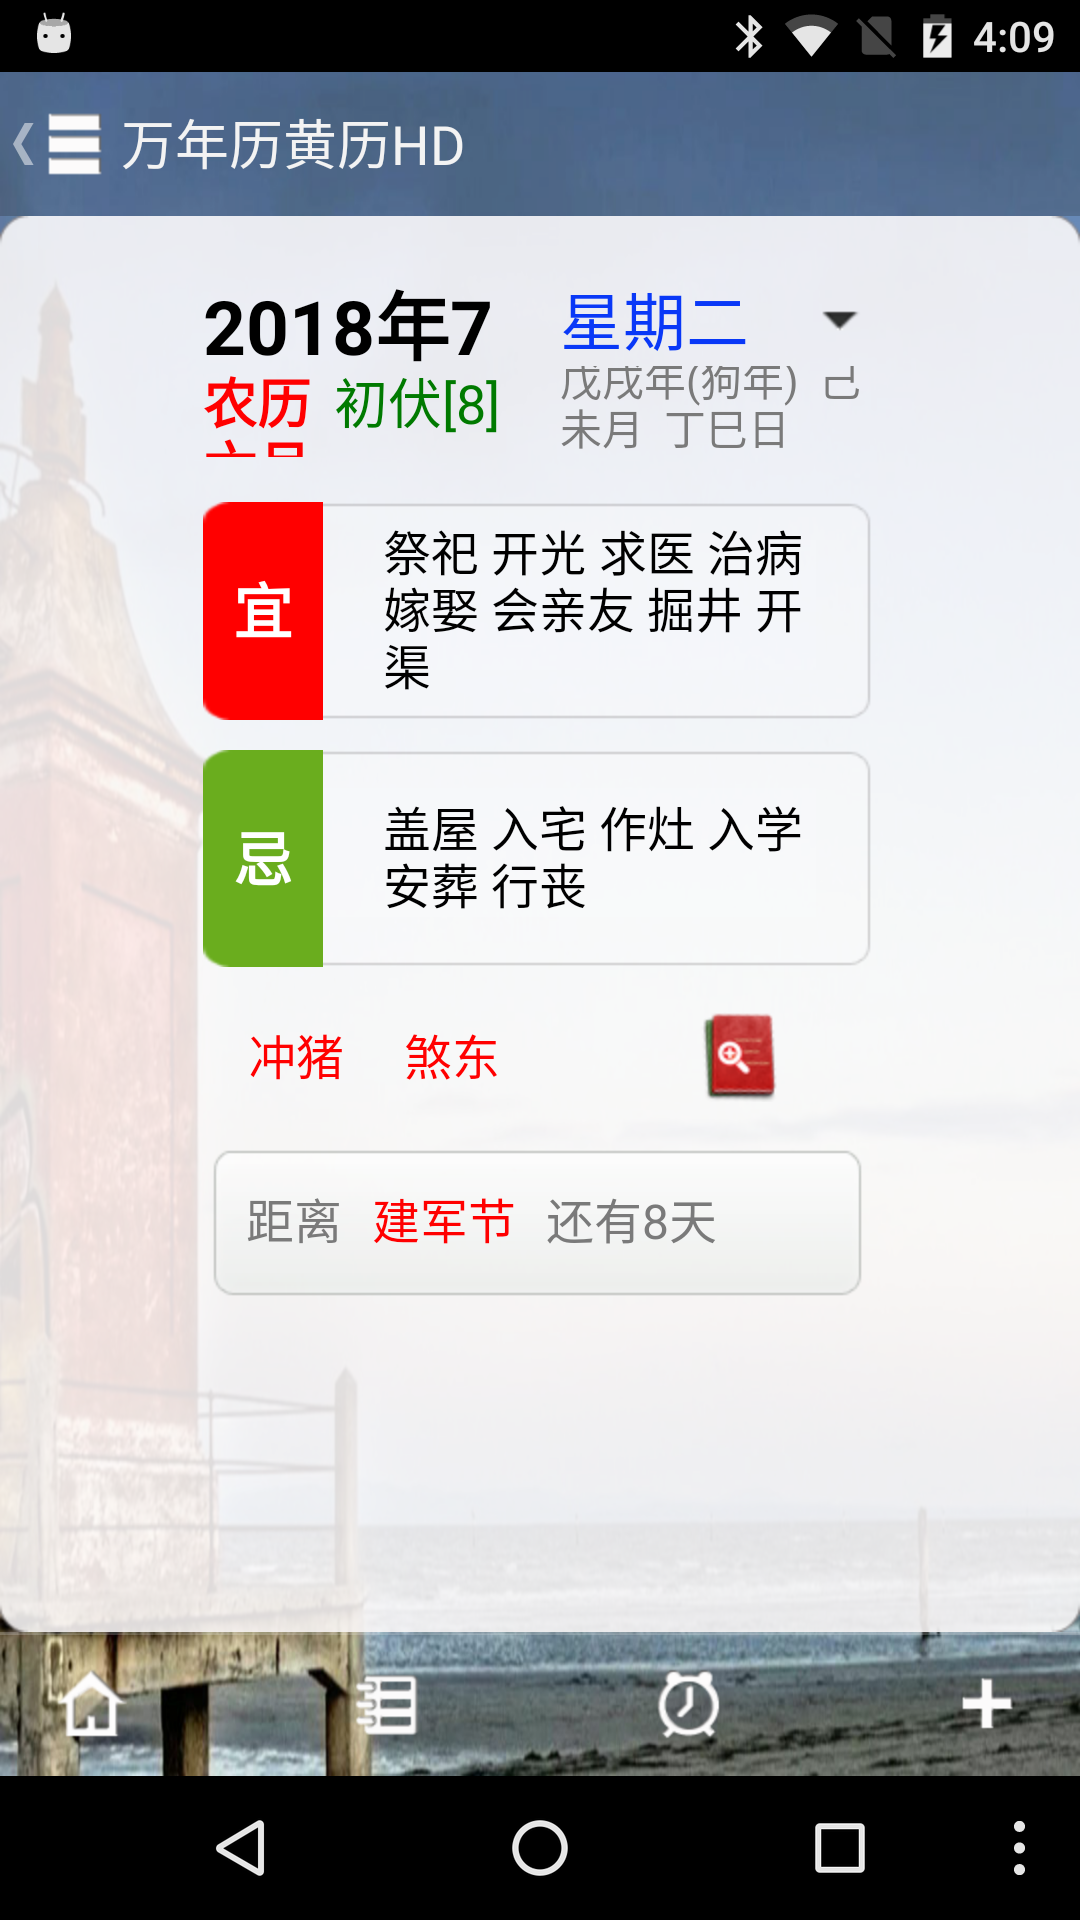 4:09
万年历黄历HD
2018年7
星期二
农历
初伏[8]
戊戌年(狗年) 己
未月 丁巳日
宜
祭祀 开光 求医 治病
嫁娶 会亲友 掘井 开
渠
忌
盖屋 入宅 作灶 入学
安葬 行丧
冲猪 煞东
距离 建军节 还有8天